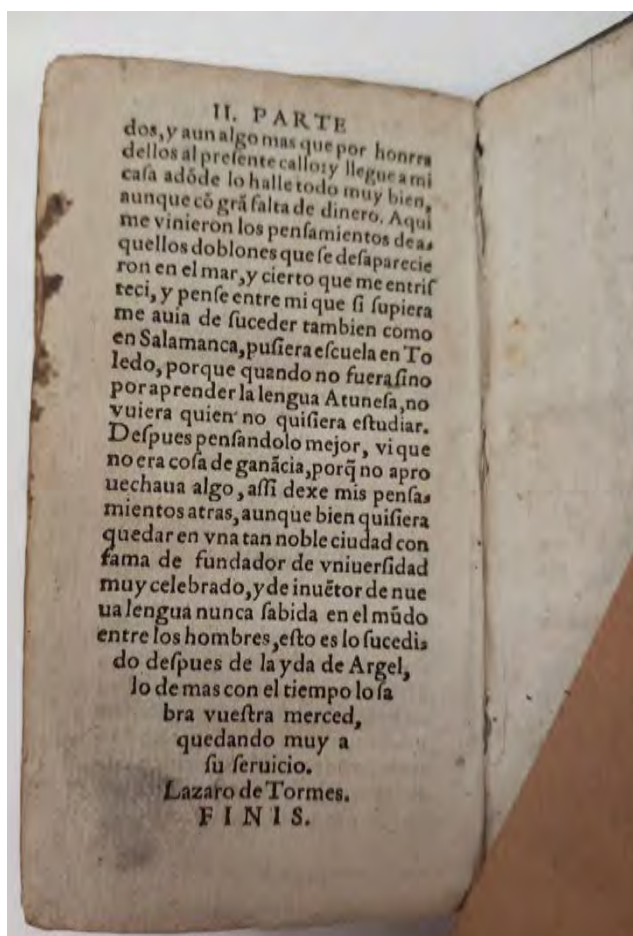 II. PARTE
dos, y aun algo mas que por honrra
dellos al preſente callo: y llegue a mi
caſa adõde lo halle todo muy bien,
aunque cõ grã falta de dinero. Aqui
me vinieron los penſamientos de a-
quellos doblones que ſe deſaparecie
ron en el mar, y cierto que me entriſ
teci, y penſe entre mi que ſi ſupiera
me auia de ſuceder tambien como
en Salamanca, puſiera eſcuela en To
ledo, porque quando no fuera ſino
por aprender la lengua Atuneſa, no
vuiera quien no quiſiera eſtudiar.
Deſpues penſandolo mejor, vi que
no era coſa de ganãcia, porq̃ no apro
uechaua algo, aſſi dexe mis penſa-
mientos atras, aunque bien quiſiera
quedar en vna tan noble ciudad con
fama de fundador de vniuerſidad
muy celebrado, y de inuẽtor de nue
ua lengua nunca ſabida en el mũdo
entre los hombres, eſto es lo ſucedi-
do deſpues de la yda de Argel,
lo de mas con el tiempo lo ſa
bra vueſtra merced,
quedando muy a
ſu ſeruicio.
Lazaro de Tormes.
FINIS.